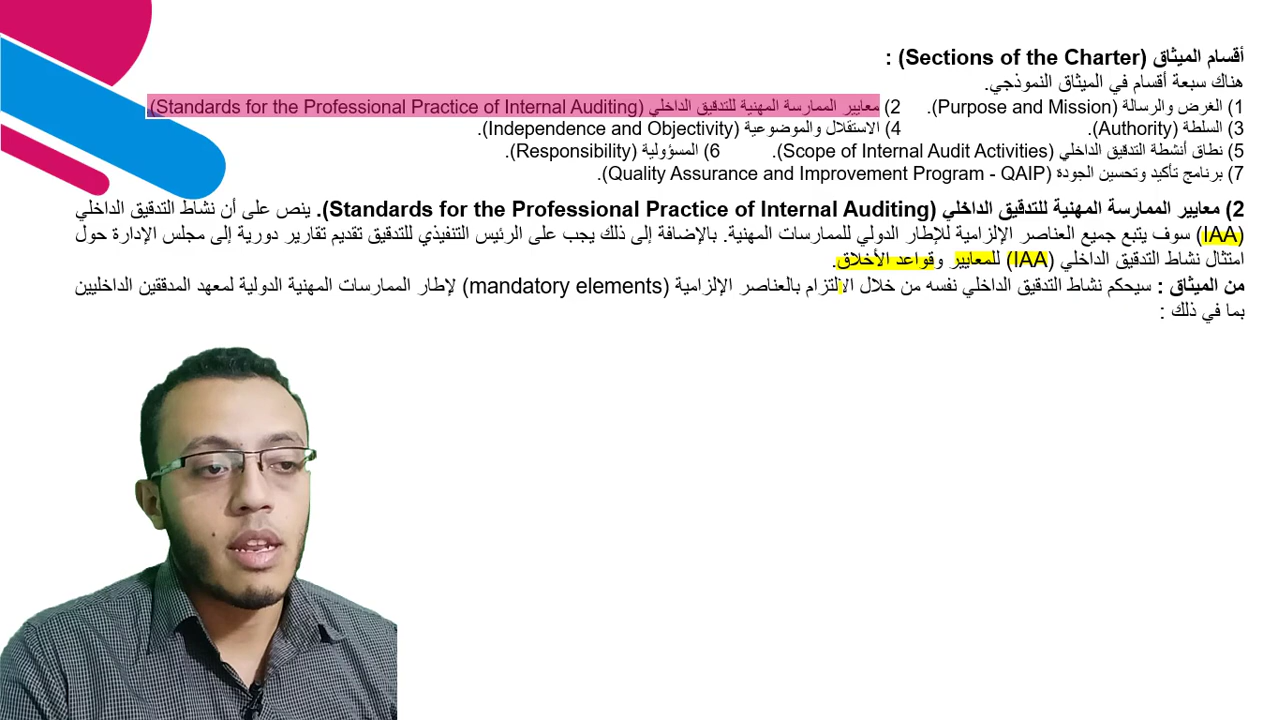 أقسام الميثاق (Sections of the Charter) :
هناك سبعة أقسام في الميثاق النموذجي.
1) الغرض والرسالة (Purpose and Mission). 2) معايير الممارسة المهنية للتدقيق الداخلي (Standards for the Professional Practice of Internal Auditing).
3) السلطة (Authority). 4) الاستقلال والموضوعية (Independence and Objectivity).
5) نطاق أنشطة التدقيق الداخلي (Scope of Internal Audit Activities). 6) المسؤولية (Responsibility).
7) برنامج تأكيد وتحسين الجودة (Quality Assurance and Improvement Program - QAIP).
2) معايير الممارسة المهنية للتدقيق الداخلي (Standards for the Professional Practice of Internal Auditing). ينص على أن نشاط التدقيق الداخلي
(IAA) سوف يتبع جميع العناصر الإلزامية للإطار الدولي للممارسات المهنية. بالإضافة إلى ذلك يجب على الرئيس التنفيذي للتدقيق تقديم تقارير دورية إلى مجلس الإدارة حول
امتثال نشاط التدقيق الداخلي (IAA) للمعايير وقواعد الأخلاق.
من الميثاق : سيحكم نشاط التدقيق الداخلي نفسه من خلال الالتزام بالعناصر الإلزامية (mandatory elements) لإطار الممارسات المهنية الدولية لمعهد المدققين الداخليين
بما في ذلك :